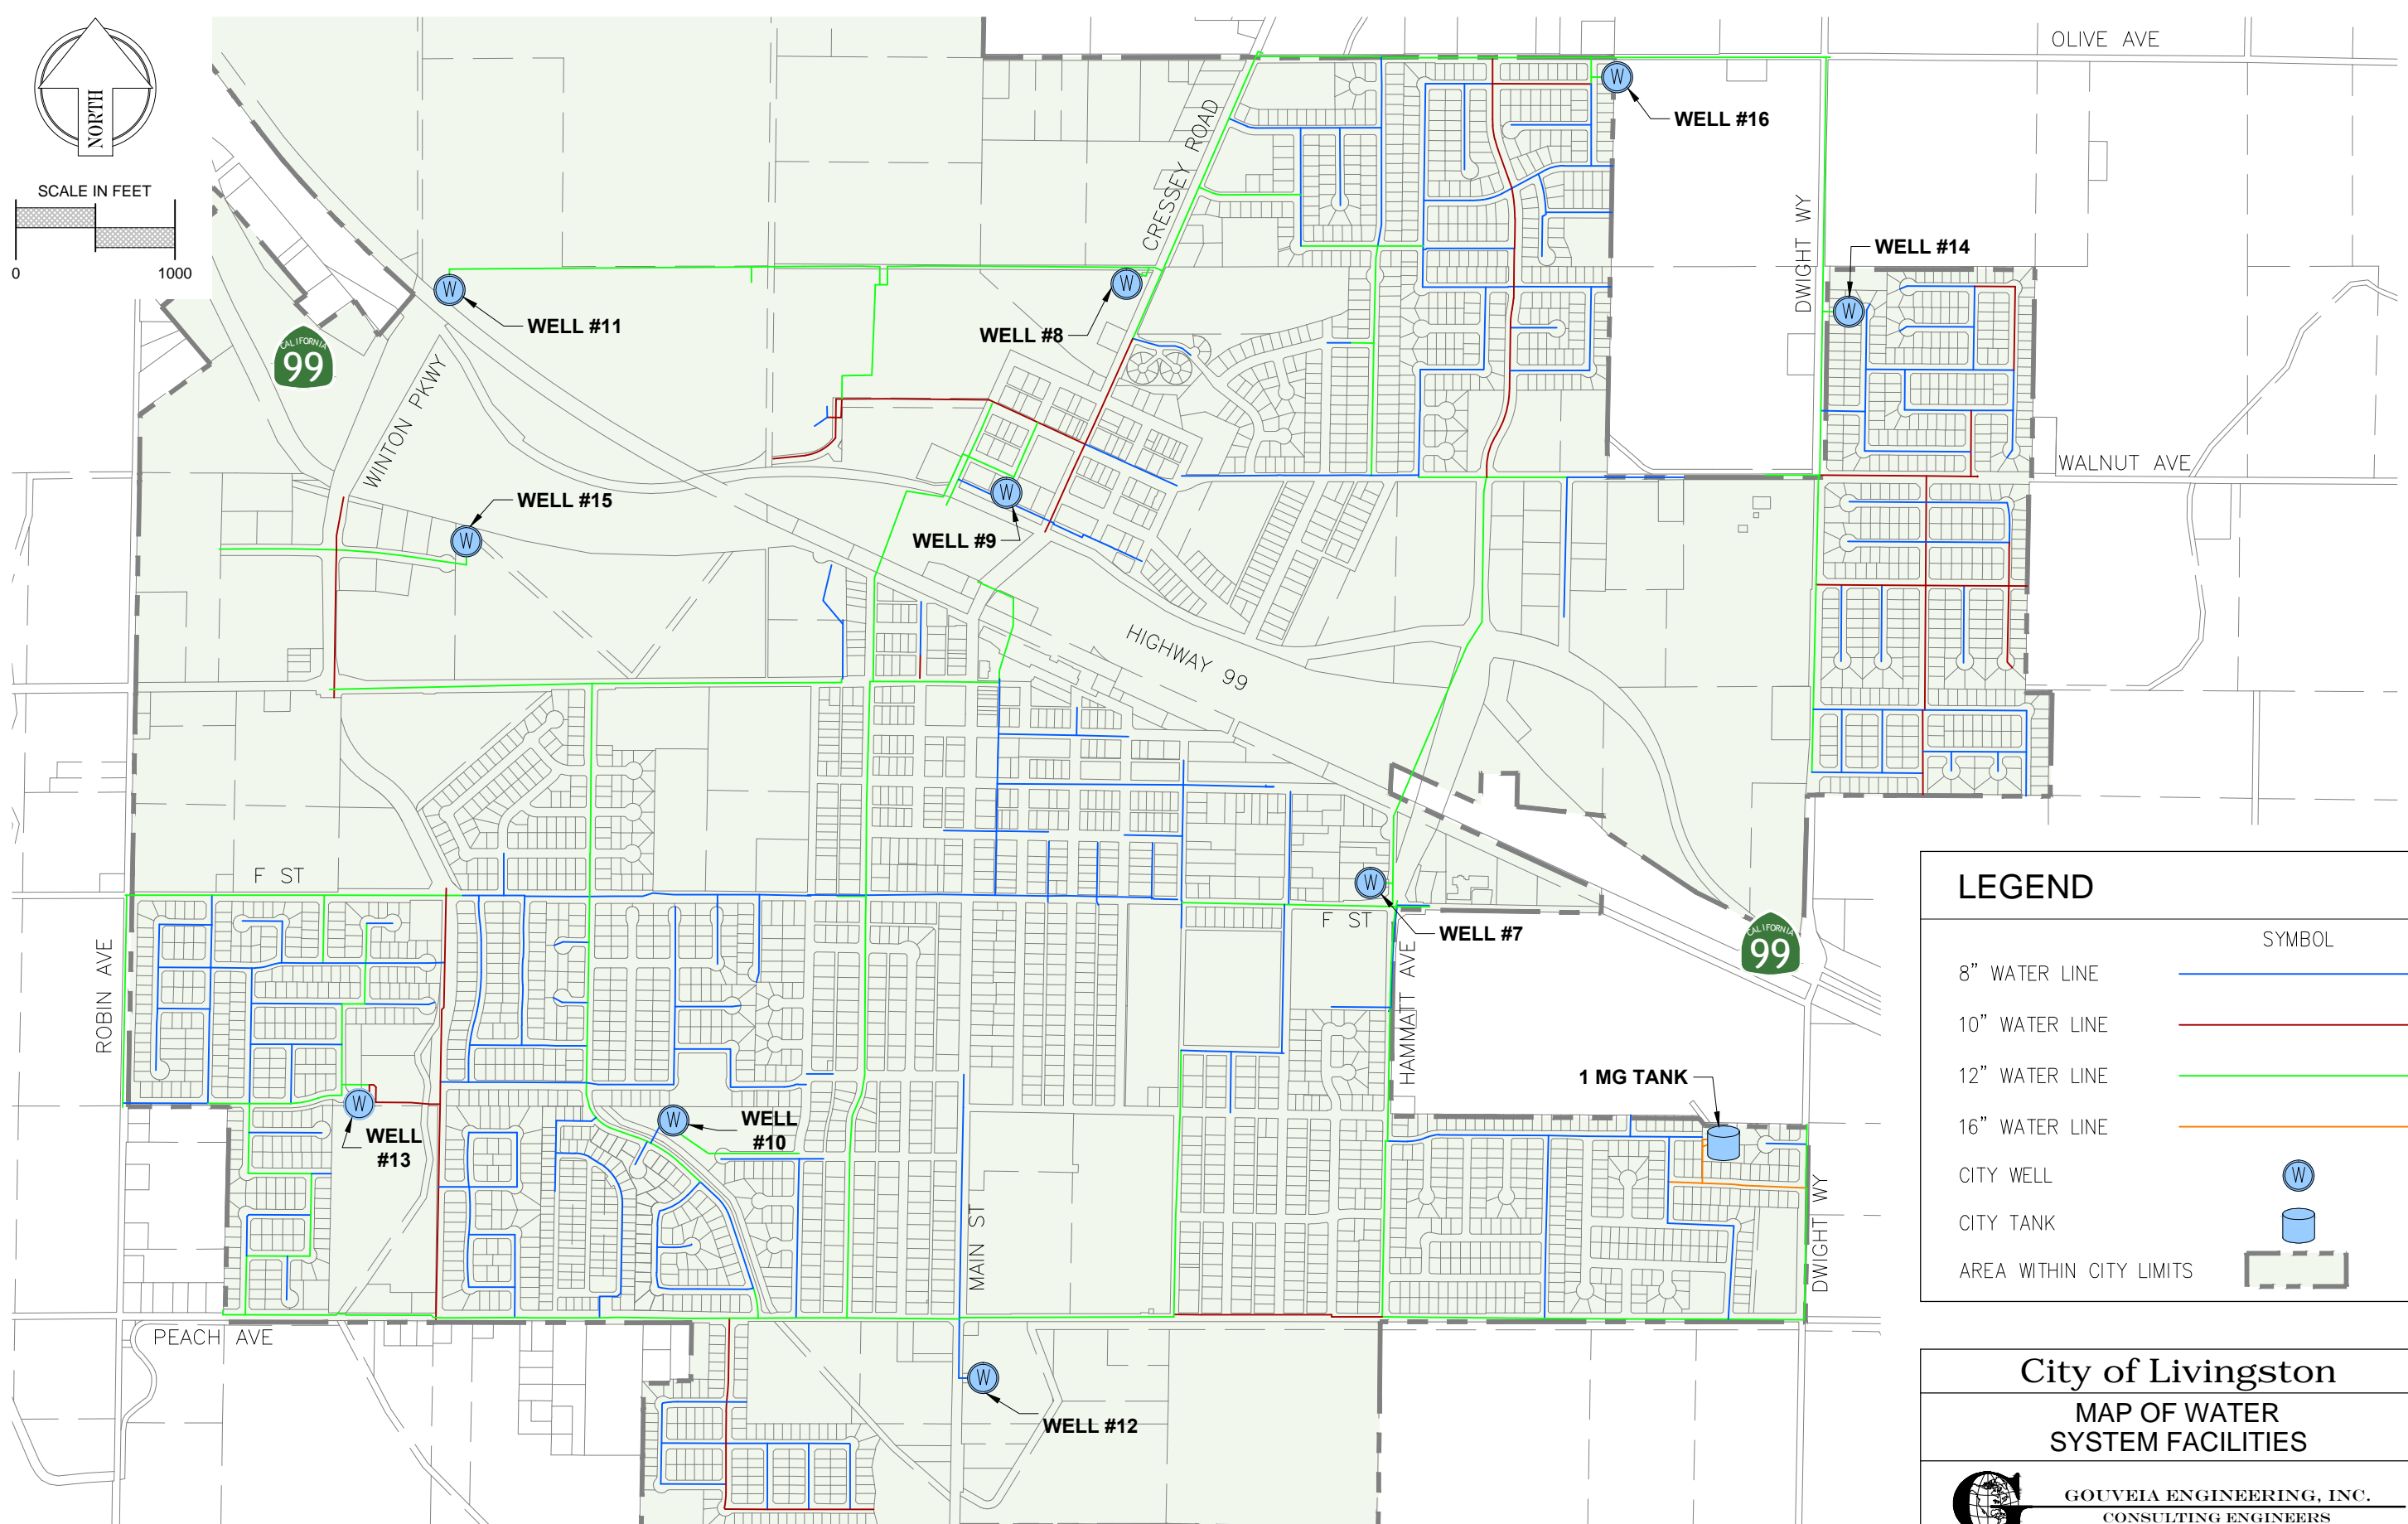 NORTH
SCALE IN FEET
0 1000
OLIVE AVE
WELL #16
CRESSEY ROAD
DWIGHT WY
WELL #14
WELL #11
WELL #8
CALIFORNIA
99
WINTON PKWY
WALNUT AVE
WELL #15
WELL #9
HIGHWAY 99
F ST
F ST
WELL #7
CALIFORNIA
99
ROBIN AVE
HAMMATT AVE
1 MG TANK
WELL
#10
WELL
#13
MAIN ST
DWIGHT WY
PEACH AVE
WELL #12
W
W
W
W
W
W
W
W
W
W
LEGEND
SYMBOL
8” WATER LINE
10” WATER LINE
12” WATER LINE
16” WATER LINE
CITY WELL W
CITY TANK
AREA WITHIN CITY LIMITS
City of Livingston
MAP OF WATER
SYSTEM FACILITIES
G
GOUVEIA ENGINEERING, INC.
CONSULTING ENGINEERS